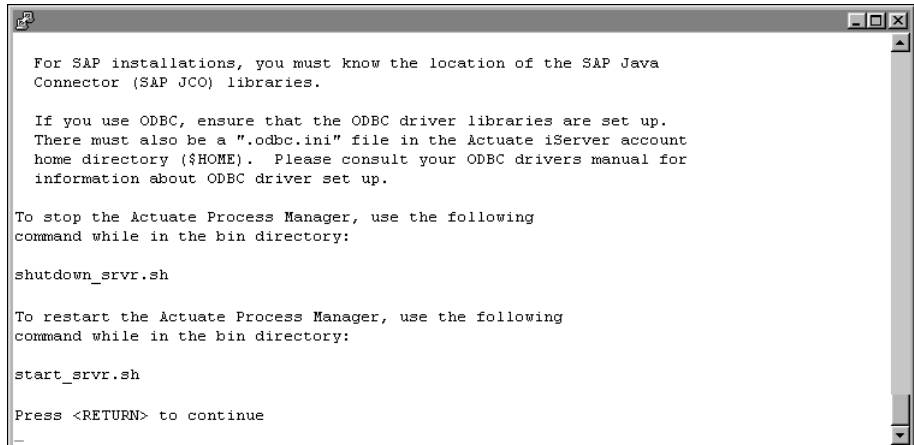 For SAP installations, you must know the location of the SAP Java
Connector (SAP JCO) libraries.
If you use ODBC, ensure that the ODBC driver libraries are set up.
There must also be a ".odbc.ini" file in the Actuate iServer account
home directory ($HOME).  Please consult your ODBC drivers manual for
information about ODBC driver set up.
To stop the Actuate Process Manager, use the following
command while in the bin directory:
shutdown_srvr.sh
To restart the Actuate Process Manager, use the following
command while in the bin directory:
start_srvr.sh
Press <RETURN> to continue